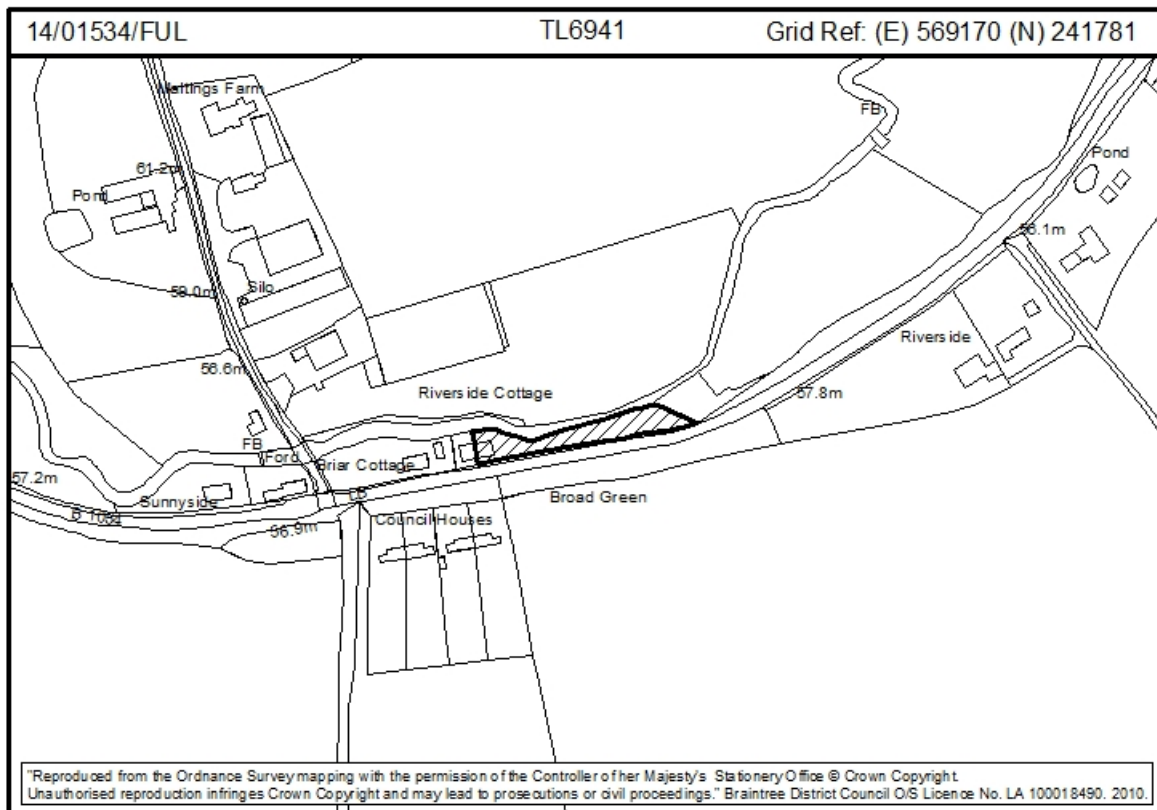 14/01534/FUL TL6941 Grid Ref: (E) 569170 (N) 241781
Maltings Farm
FB
61.2m
Pond
Pond
56.1m
59.0m
Silo
Riverside
56.6m
Riverside Cottage
57.8m
FB
Ford
Briar Cottage
57.2m
Sunnyside
LB
Broad Green
B 1054
56.9m
Council Houses
"Reproduced from the Ordnance Survey mapping with the permission of the Controller of her Majesty's Stationery Office © Crown Copyright.
Unauthorised reproduction infringes Crown Copyright and may lead to prosecutions or civil proceedings." Braintree District Council O/S Licence No. LA 100018490. 2010.